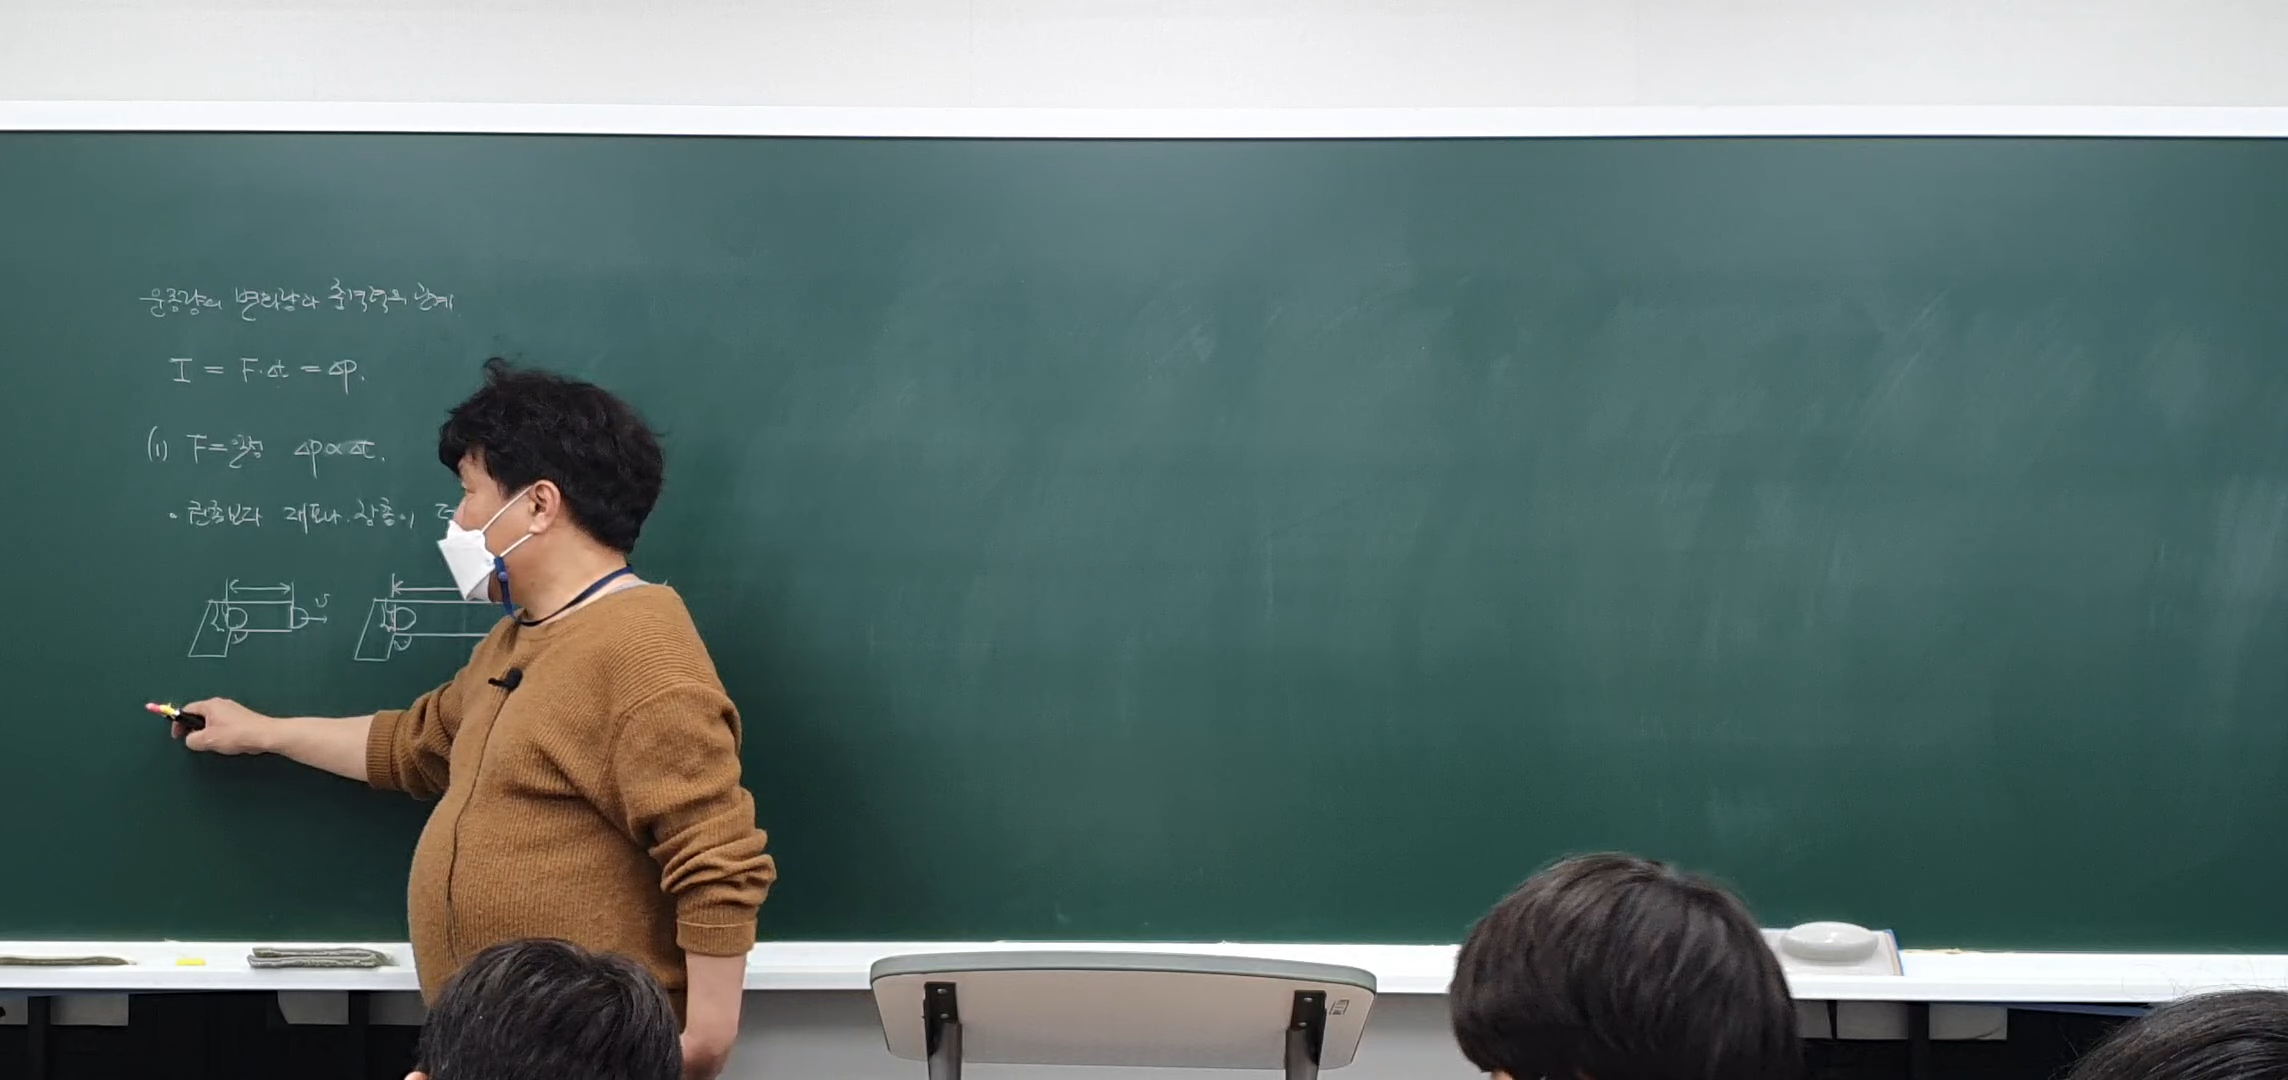 운동량의 변화량과 충격력의 관계.
I = F·Δt = Δp.
(1) F=일정 Δp∝Δt.
• 권총보다 대포나 장총이
v